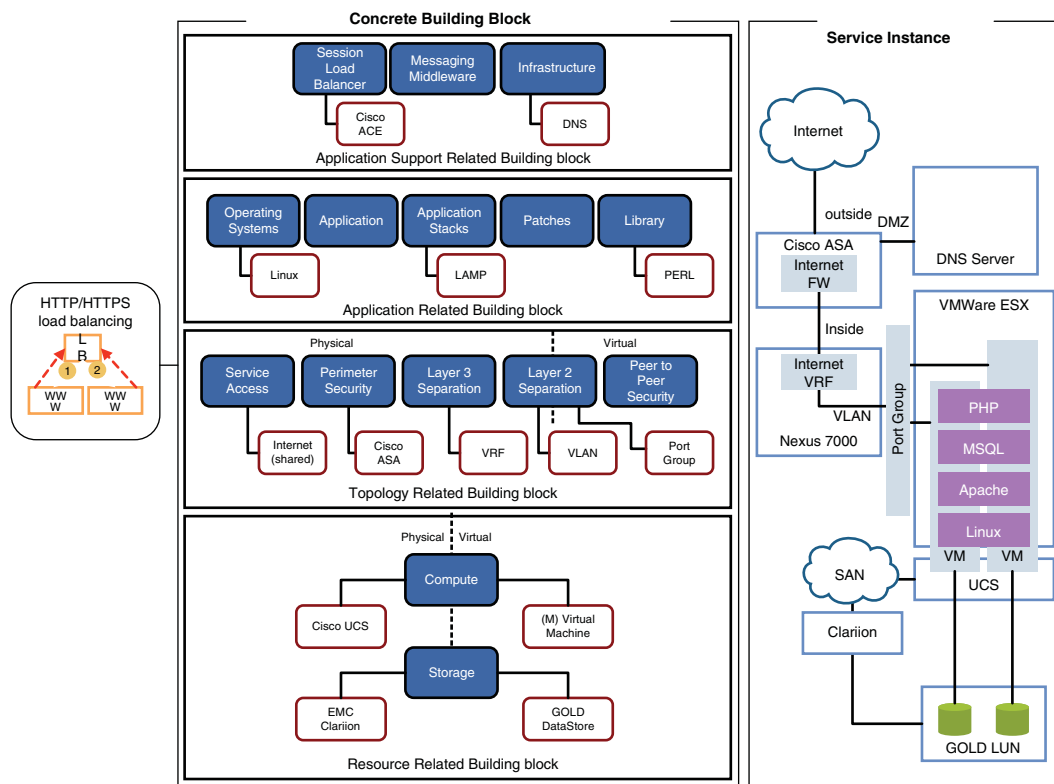 Concrete Building Block
Session
Load
Balancer
Messaging
Middleware
Infrastructure
Cisco
ACE
DNS
Application Support Related Building block
Operating
Systems
Application
Application
Stacks
Patches
Library
Linux
LAMP
PERL
Application Related Building block
HTTP/HTTPS
load balancing
L
B
1
2
WW
W
WW
W
Physical
Virtual
Service
Access
Perimeter
Security
Layer 3
Separation
Layer 2
Separation
Peer to
Peer
Security
Internet
(shared)
Cisco
ASA
VRF
VLAN
Port
Group
Topology Related Building block
Physical
Virtual
Compute
Cisco UCS
(M) Virtual
Machine
Storage
EMC
Clariion
GOLD
DataStore
Resource Related Building block
Service Instance
Internet
outside
DMZ
Cisco ASA
Internet
FW
DNS Server
Inside
VMWare ESX
Internet
VRF
VLAN
Nexus 7000
Port Group
PHP
MSQL
Apache
Linux
VM
VM
SAN
UCS
Clariion
GOLD LUN